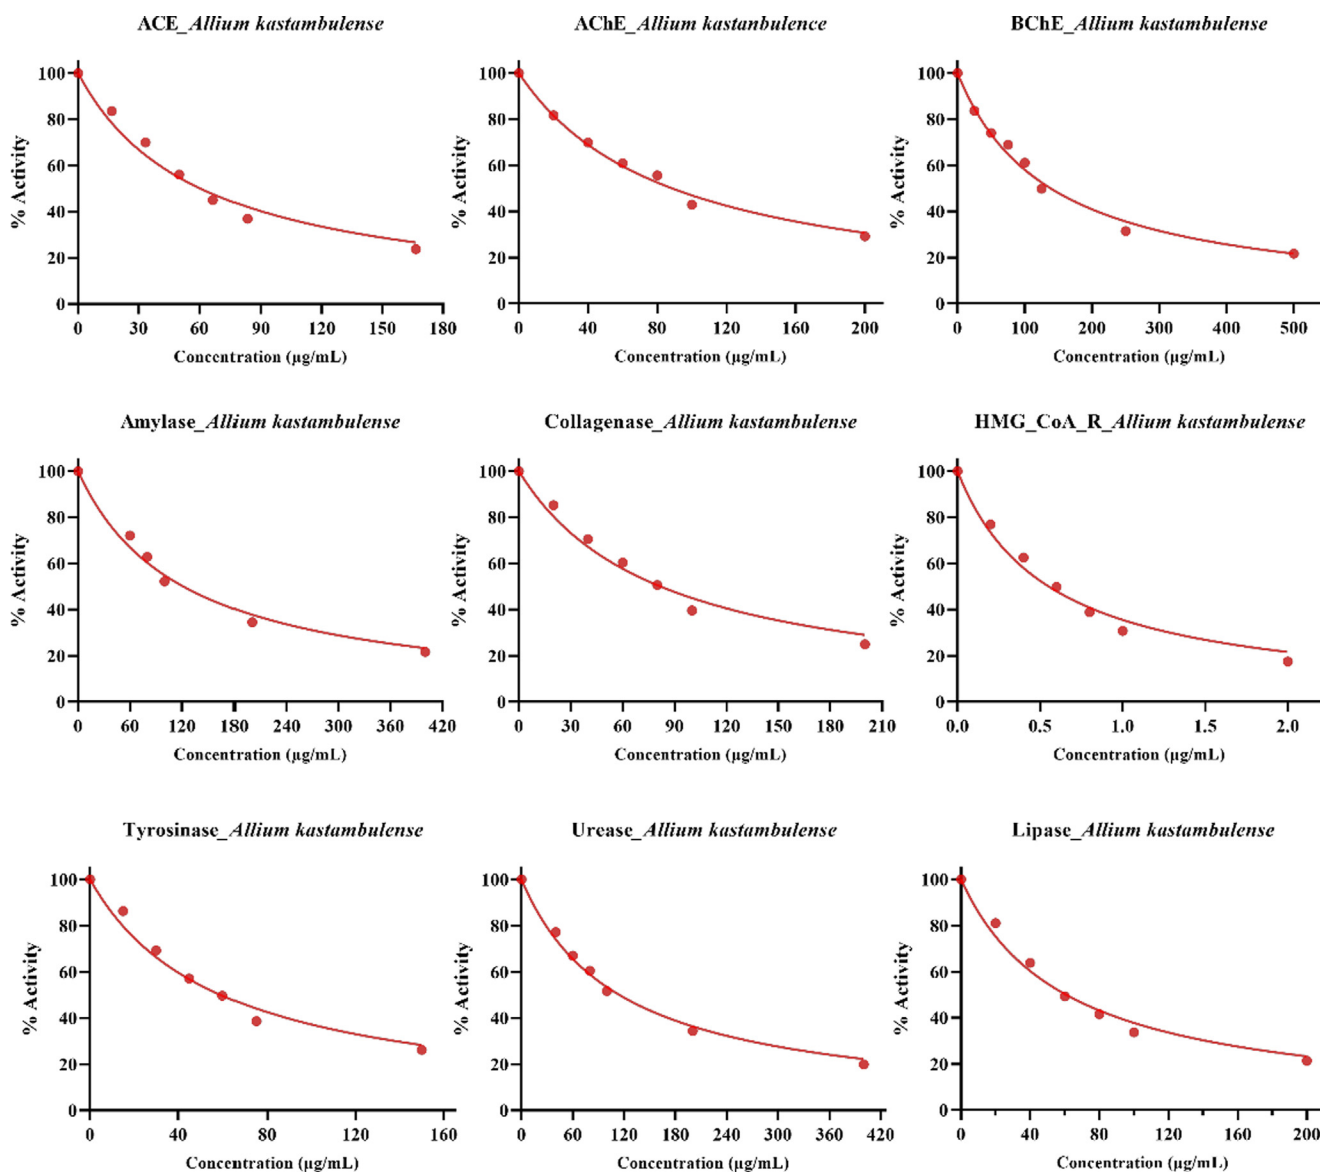 ACE_Allium kastambulense
AChE_Allium kastanbulence
BChE_Allium kastambulense
% Activity
100
80
60
40
20
0
0 30 60 90 120 150 180
Concentration (µg/mL)
% Activity
100
80
60
40
20
0
0 40 80 120 160 200
Concentration (µg/mL)
% Activity
100
80
60
40
20
0
0 100 200 300 400 500
Concentration (µg/mL)
Amylase_Allium kastambulense
Collagenase_Allium kastambulense
HMG_CoA_R_Allium kastambulense
% Activity
100
80
60
40
20
0
0 60 120 180 240 300 360 420
Concentration (µg/mL)
% Activity
100
80
60
40
20
0
0 30 60 90 120 150 180 210
Concentration (µg/mL)
% Activity
100
80
60
40
20
0
0.0 0.5 1.0 1.5 2.0
Concentration (µg/mL)
Tyrosinase_Allium kastambulense
Urease_Allium kastambulense
Lipase_Allium kastambulense
% Activity
100
80
60
40
20
0
0 40 80 120 160
Concentration (µg/mL)
% Activity
100
80
60
40
20
0
0 60 120 180 240 300 360 420
Concentration (µg/mL)
% Activity
100
80
60
40
20
0
0 40 80 120 160 200
Concentration (µg/mL)